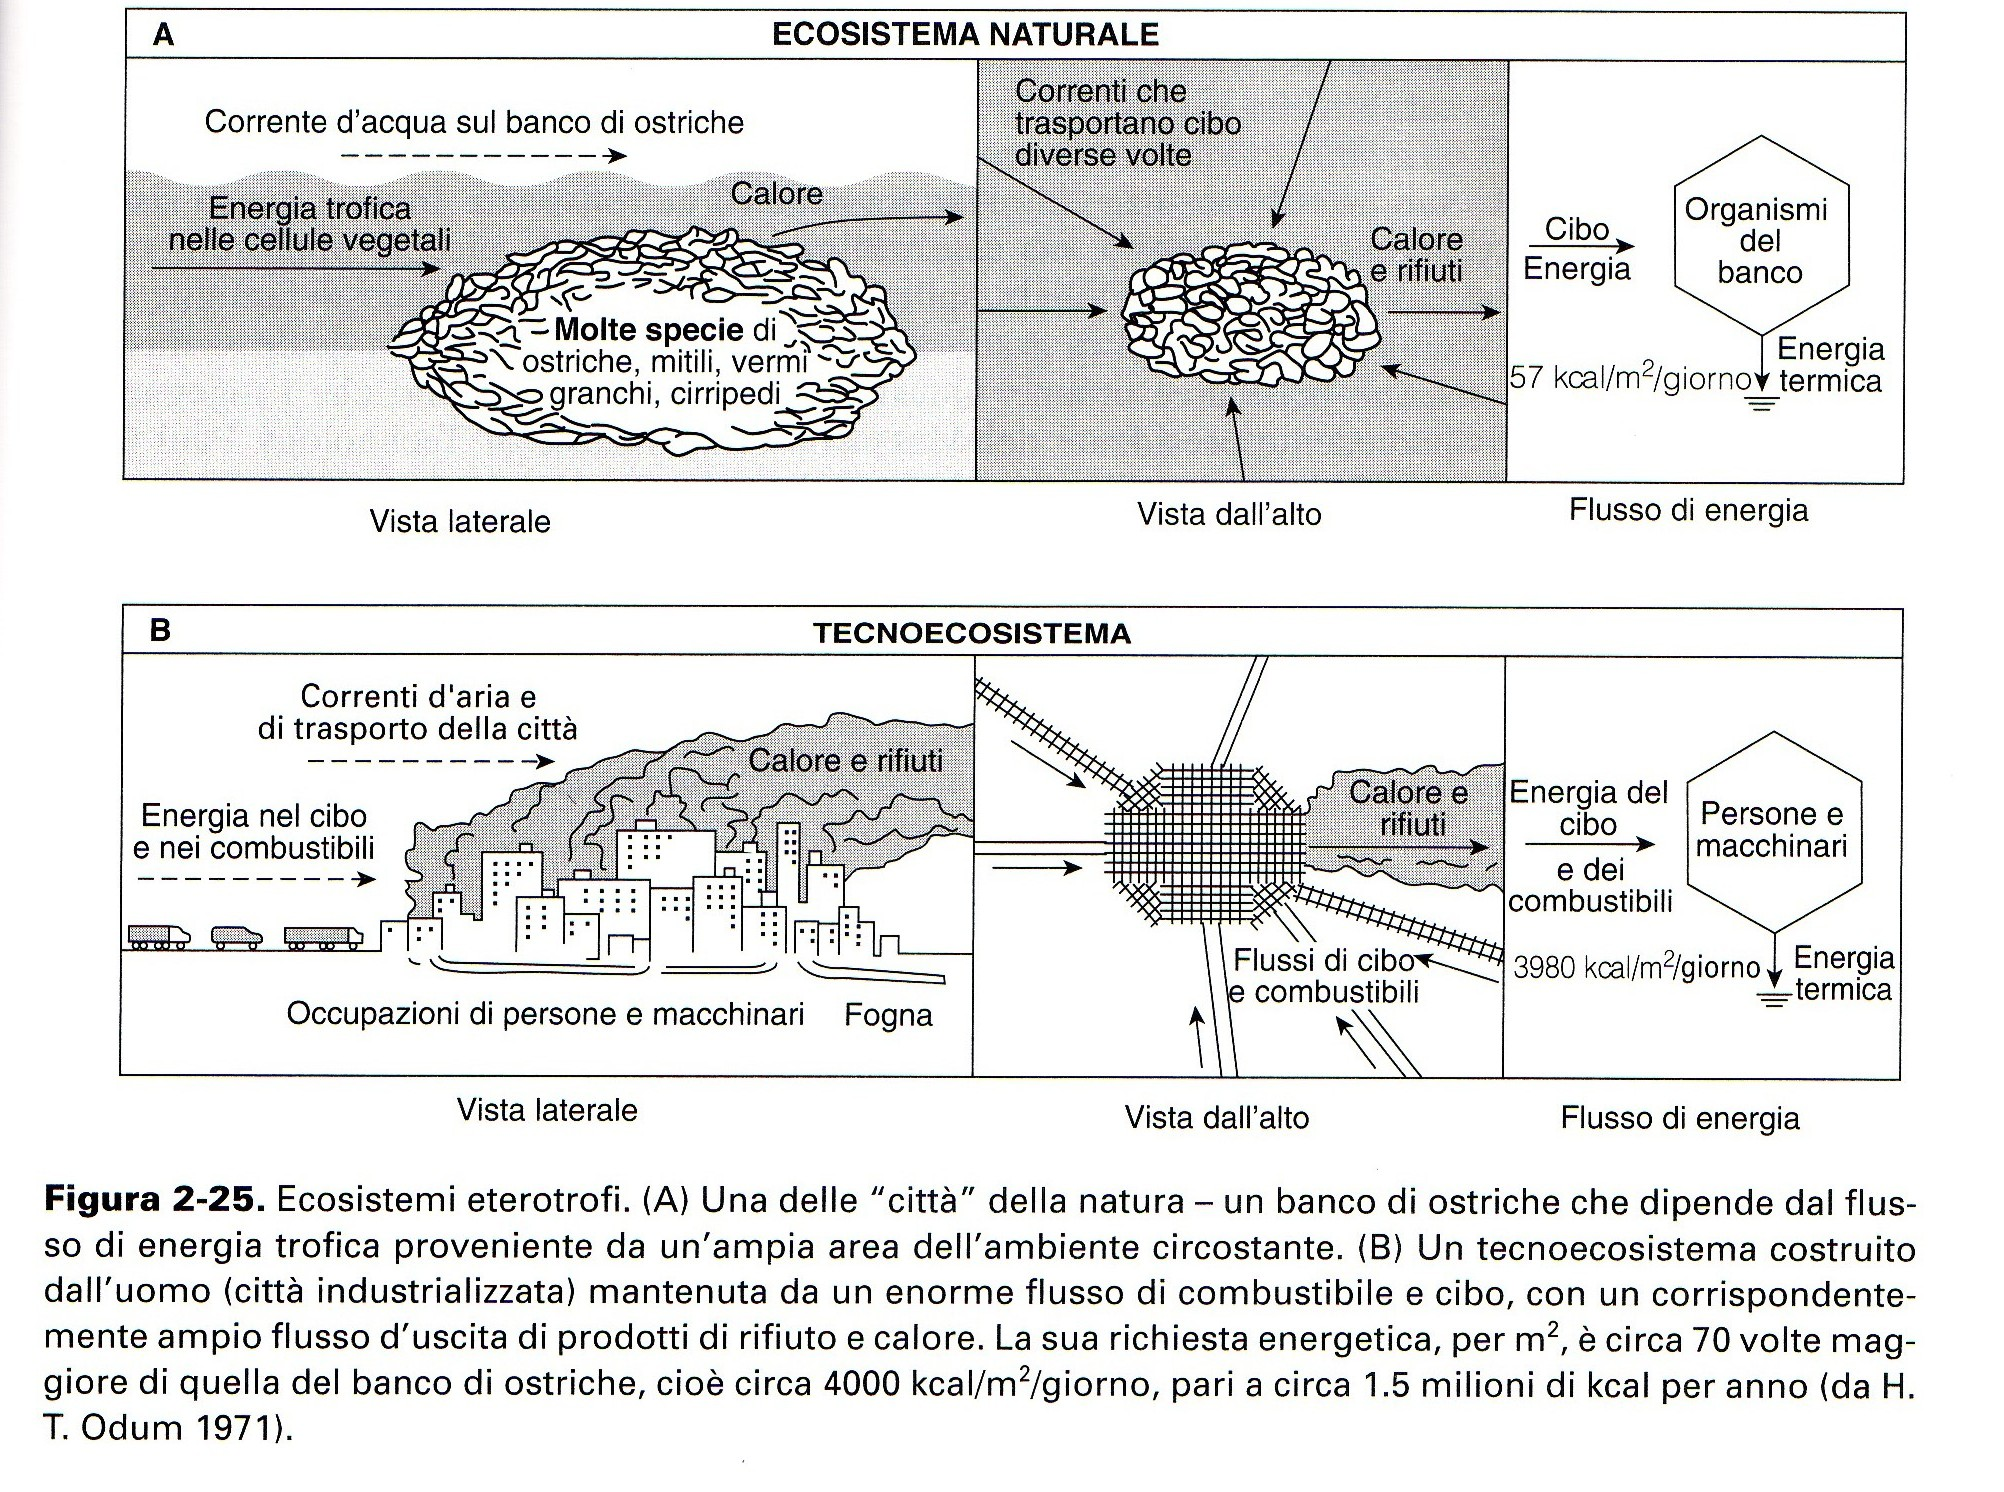 A
ECOSISTEMA NATURALE
Corrente d'acqua sul banco di ostriche
Energia trofica
nelle cellule vegetali
Calore
Molte specie di
ostriche, mitili, vermi
granchi, cirripedi
Correnti che
trasportano cibo
diverse volte
Calore
e rifiuti
Cibo
Energia
Organismi
del
banco
57 kcal/m²/giorno
Energia
termica
Vista laterale
Vista dall'alto
Flusso di energia
B
TECNOECOSISTEMA
Correnti d'aria e
di trasporto della città
Energia nel cibo
e nei combustibili
Calore e rifiuti
Occupazioni di persone e macchinari
Fogna
Calore e
rifiuti
Flussi di cibo
e combustibili
Energia del
cibo
e dei
combustibili
Persone e
macchinari
3980 kcal/m²/giorno
Energia
termica
Vista laterale
Vista dall'alto
Flusso di energia
Figura 2-25. Ecosistemi eterotrofi. (A) Una delle “città” della natura – un banco di ostriche che dipende dal flus-
so di energia trofica proveniente da un'ampia area dell'ambiente circostante. (B) Un tecnoecosistema costruito
dall'uomo (città industrializzata) mantenuta da un enorme flusso di combustibile e cibo, con un corrispondente-
mente ampio flusso d'uscita di prodotti di rifiuto e calore. La sua richiesta energetica, per m², è circa 70 volte mag-
giore di quella del banco di ostriche, cioè circa 4000 kcal/m²/giorno, pari a circa 1.5 milioni di kcal per anno (da H.
T. Odum 1971).